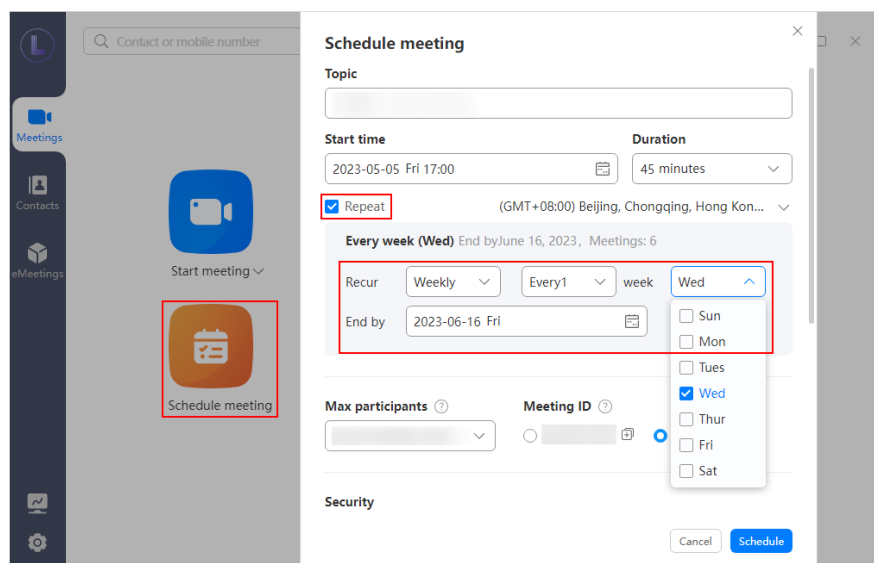 Contact or mobile number
Meetings
Contacts
eMeetings
Start meeting
Schedule meeting
Schedule meeting
Topic
Start time
Duration
2023-05-05 Fri 17:00
45 minutes
Repeat
(GMT+08:00) Beijing, Chongqing, Hong Kon...
Every week (Wed) End byJune 16, 2023, Meetings: 6
Recur Weekly Every1 week Wed
End by 2023-06-16 Fri
Sun
Mon
Tues
Wed
Thur
Fri
Sat
Max participants
Meeting ID
Security
Cancel
Schedule